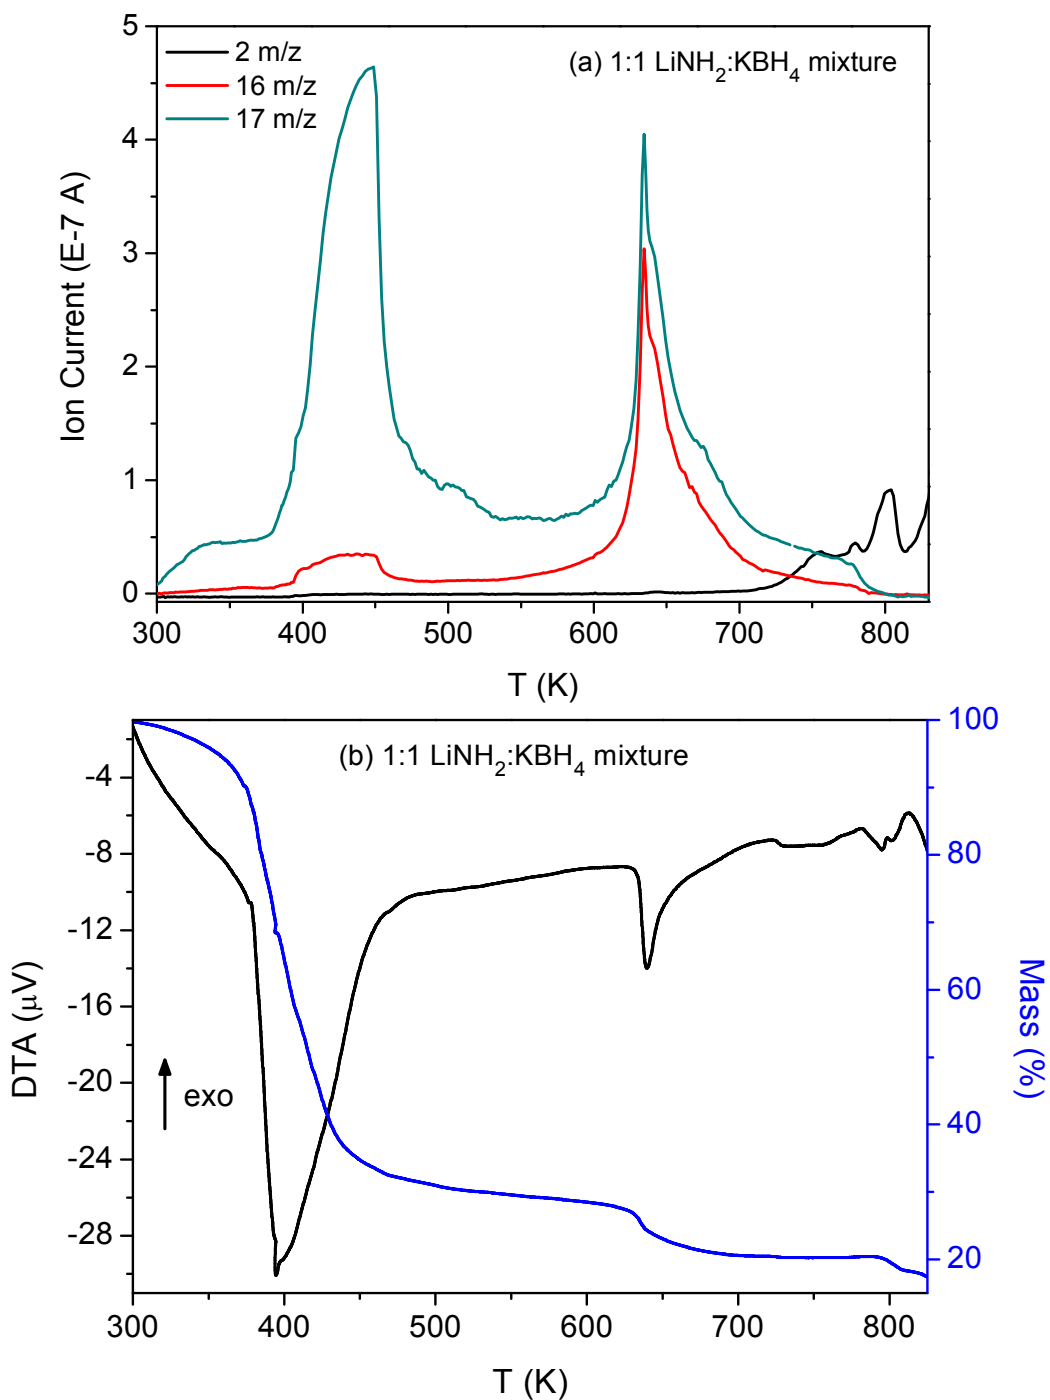 5
4
3
2
1
0
Ion Current (E-7 A)
2 m/z
16 m/z
17 m/z
(a) 1:1 LiNH₂:KBH₄ mixture
300 400 500 600 700 800
T (K)
(b) 1:1 LiNH₂:KBH₄ mixture
-4
-8
-12
-16
-20
-24
-28
DTA (μV)
exo
100
80
60
40
20
Mass (%)
300 400 500 600 700 800
T (K)